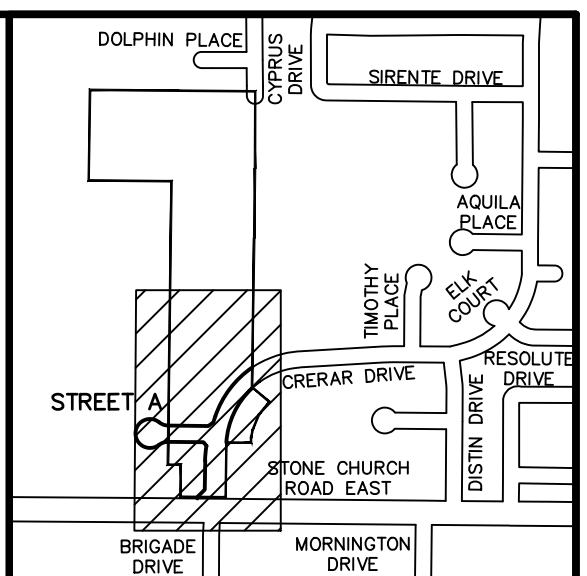 DOLPHIN PLACE
CYPRUS
DRIVE
SIRENTE DRIVE
AQUILA
PLACE
TIMOTHY
PLACE
ELK
COURT
RESOLUTE
DRIVE
CRERAR DRIVE
STREET A
DISTIN DRIVE
STONE CHURCH
ROAD EAST
BRIGADE
DRIVE
MORNINGTON
DRIVE